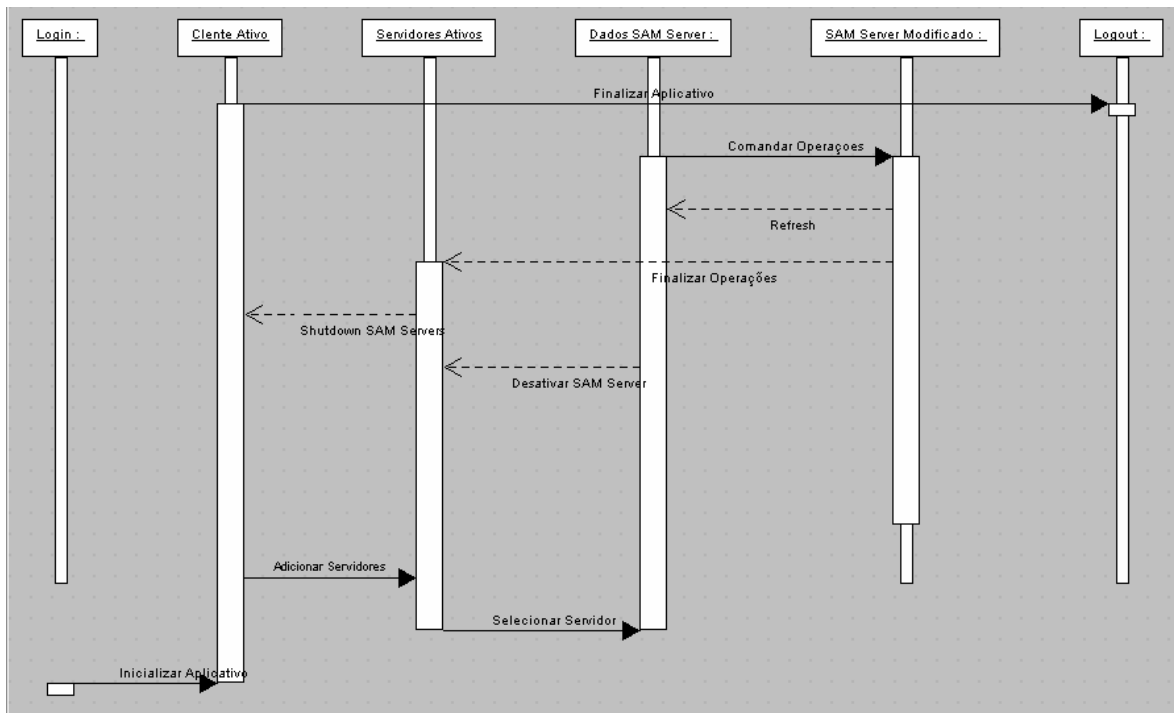 Login :
Clente Ativo
Servidores Ativos
Dados SAM Server :
SAM Server Modificado :
Logout :
Finalizar Aplicativo
Comandar Operaçoes
Refresh
Finalizar Operações
Shutdown SAM Servers
Desativar SAM Server
Adicionar Servidores
Selecionar Servidor
Inicializar Aplicativo